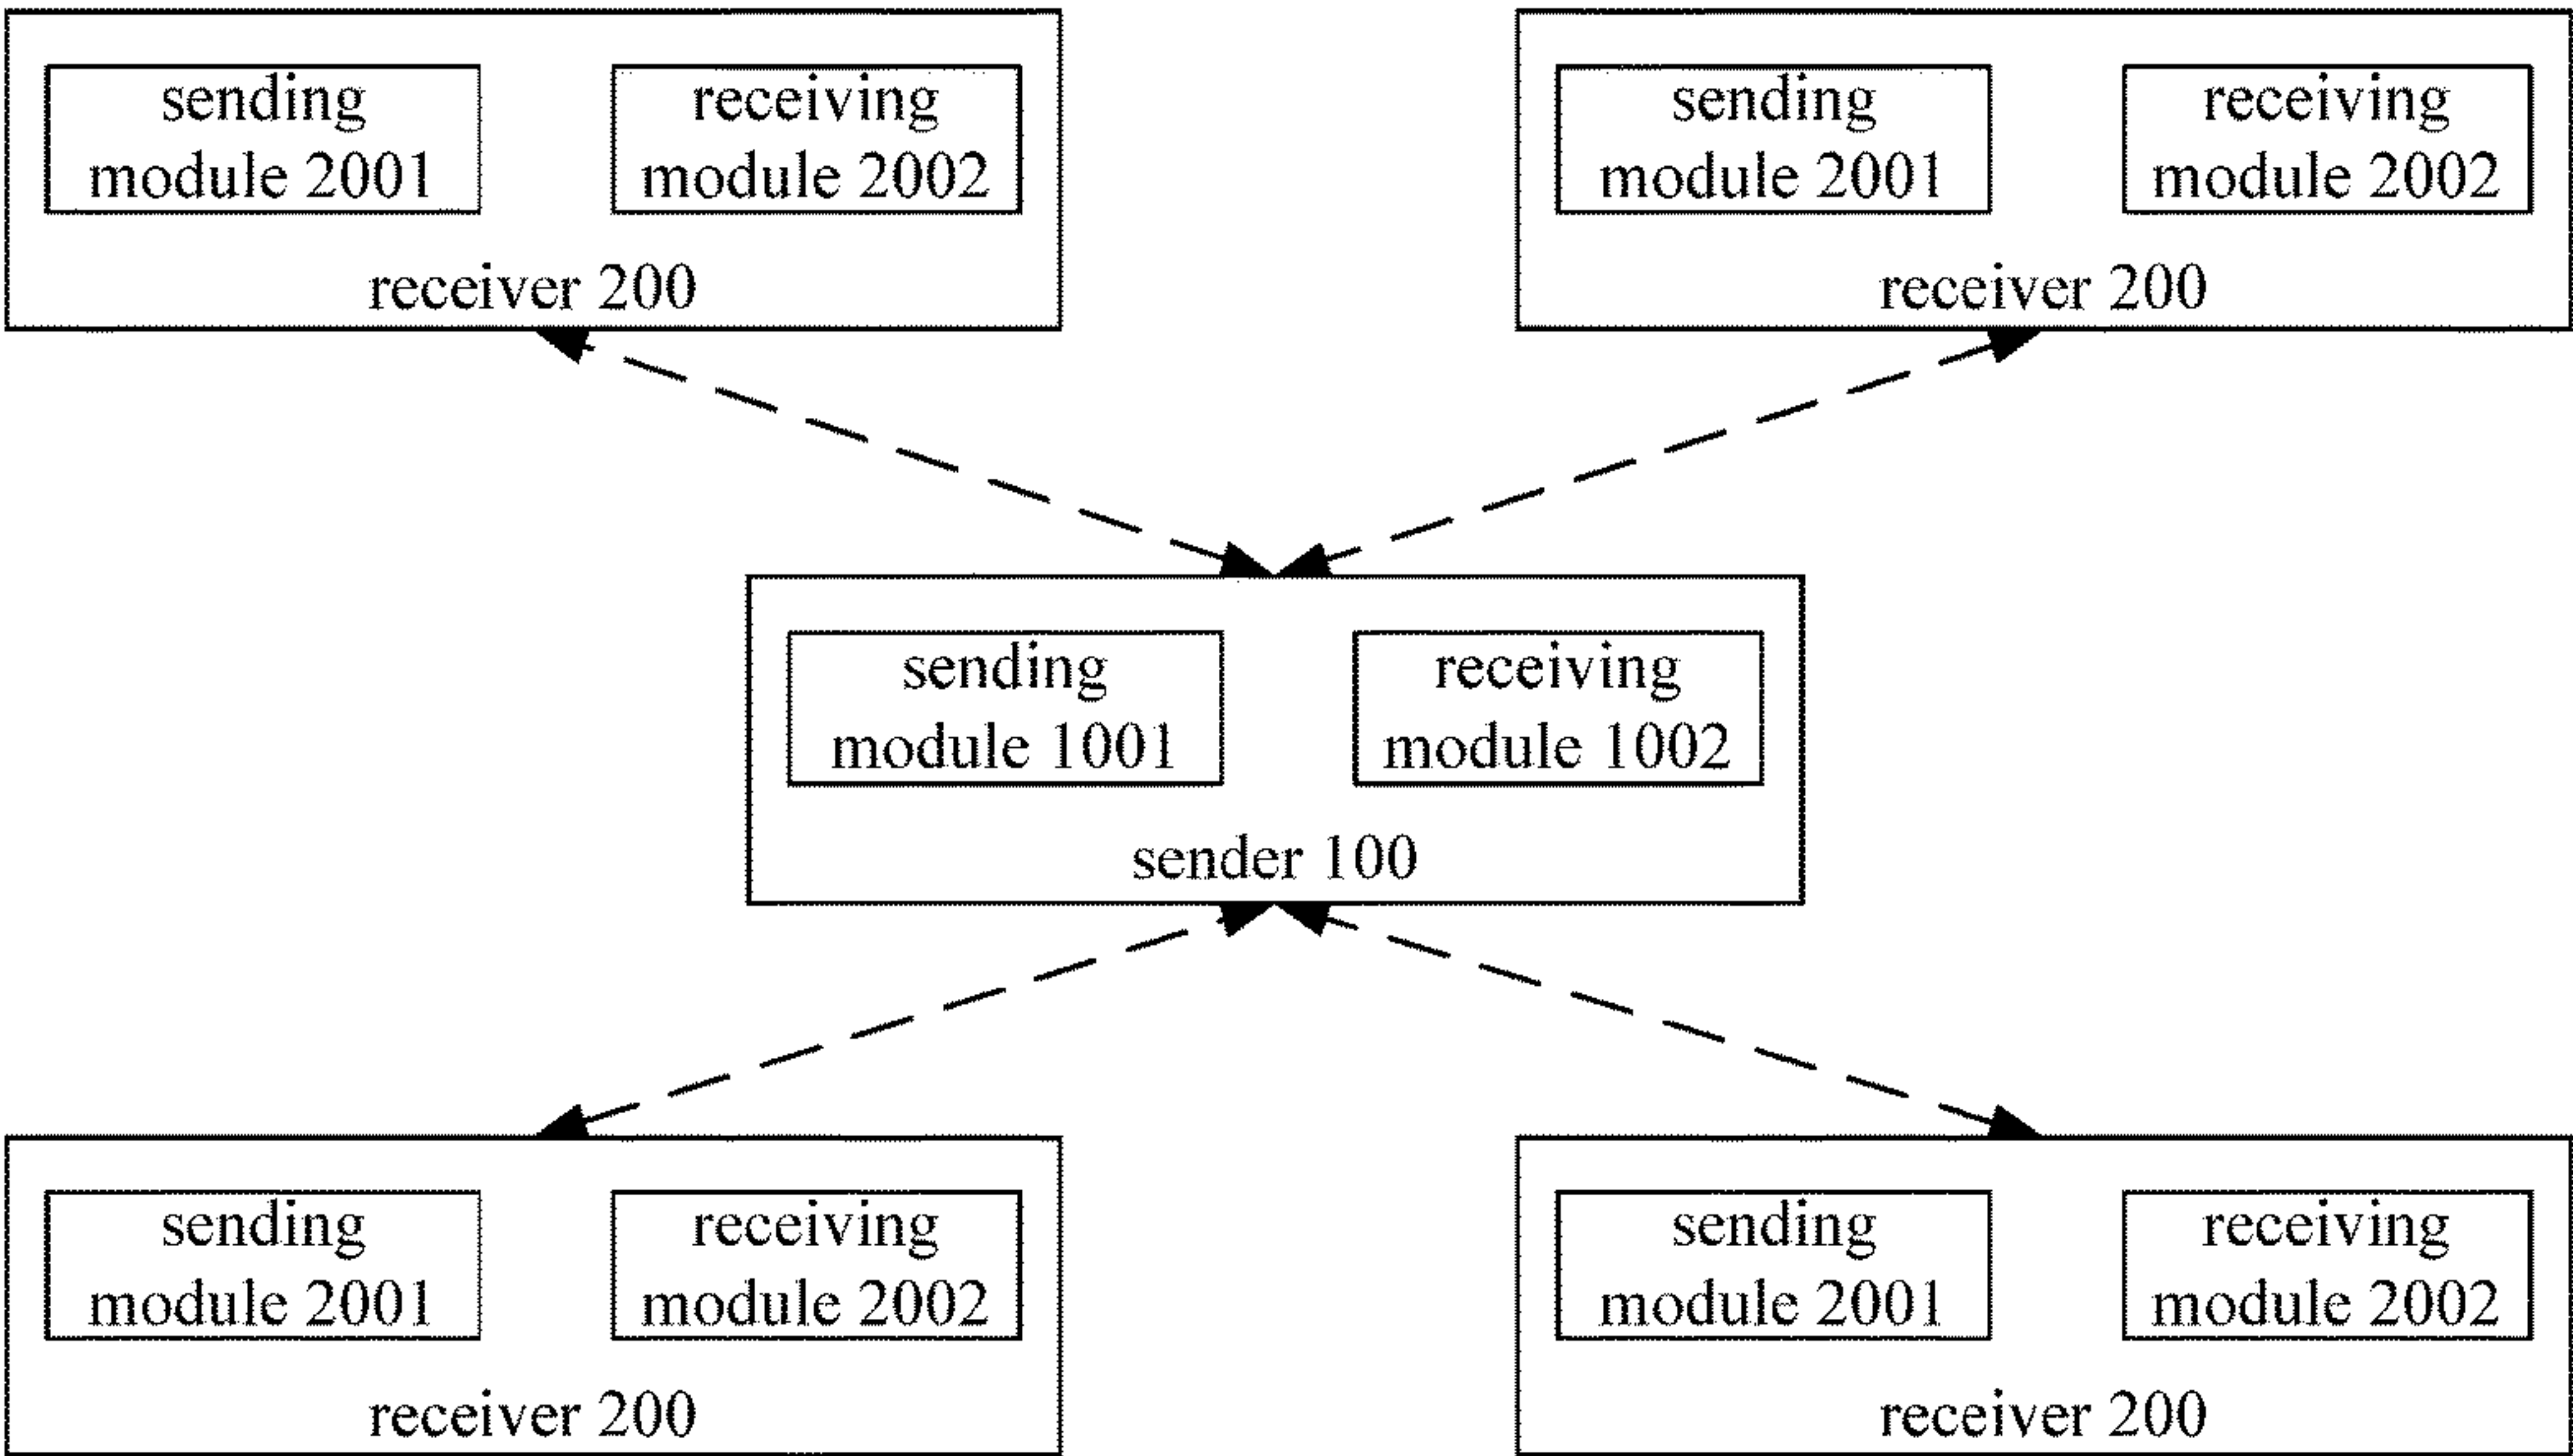 sending
module 2001
receiving
module 2002
receiver 200
sending
module 2001
receiving
module 2002
receiver 200
sending
module 1001
receiving
module 1002
sender 100
sending
module 2001
receiving
module 2002
receiver 200
sending
module 2001
receiving
module 2002
receiver 200